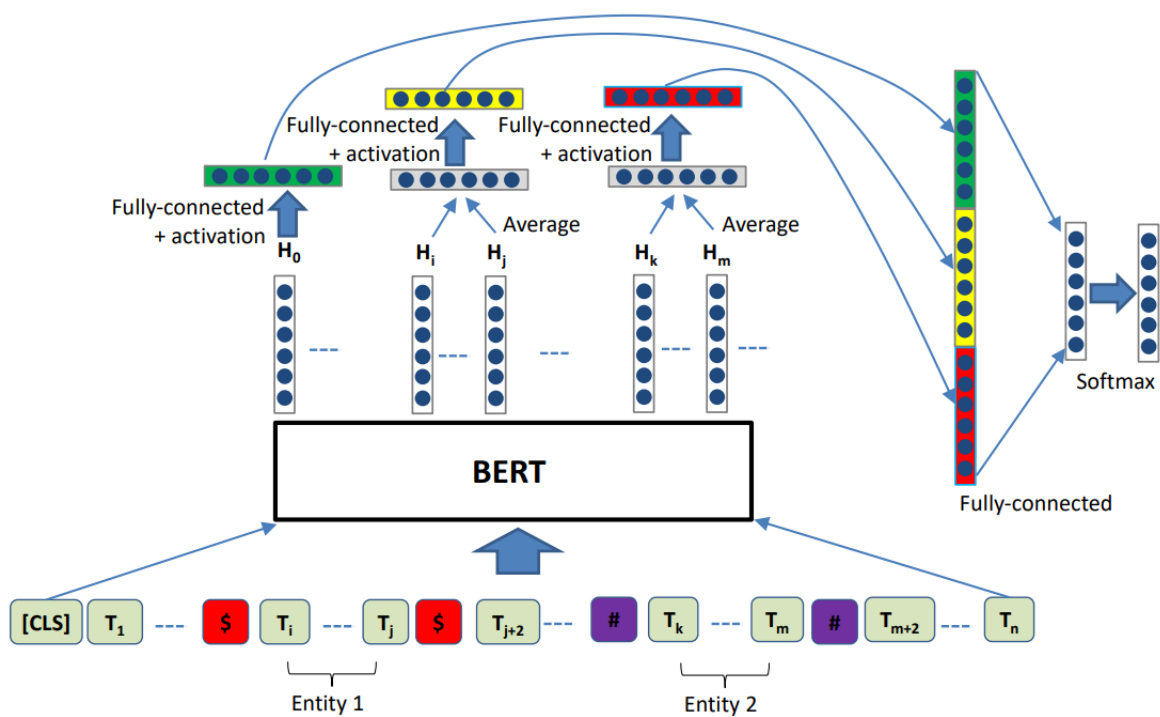 Fully-connected
+ activation
Fully-connected
+ activation
Fully-connected
+ activation
Average
Average
H₀
Hᵢ
Hⱼ
Hₖ
Hₘ
Softmax
BERT
Fully-connected
[CLS] T₁ $ Tᵢ Tⱼ $ Tⱼ₊₂ # Tₖ Tₘ # Tₘ₊₂ Tₙ
Entity 1
Entity 2